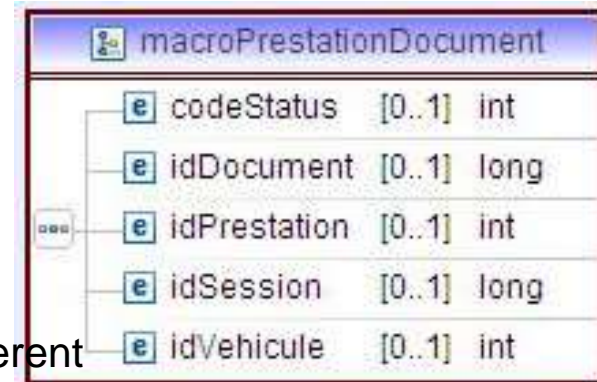 macroPrestationDocument
e codeStatus [0..1] int
e idDocument [0..1] long
e idPrestation [0..1] int
e idSession [0..1] long
erent
e idVehicule [0..1] int